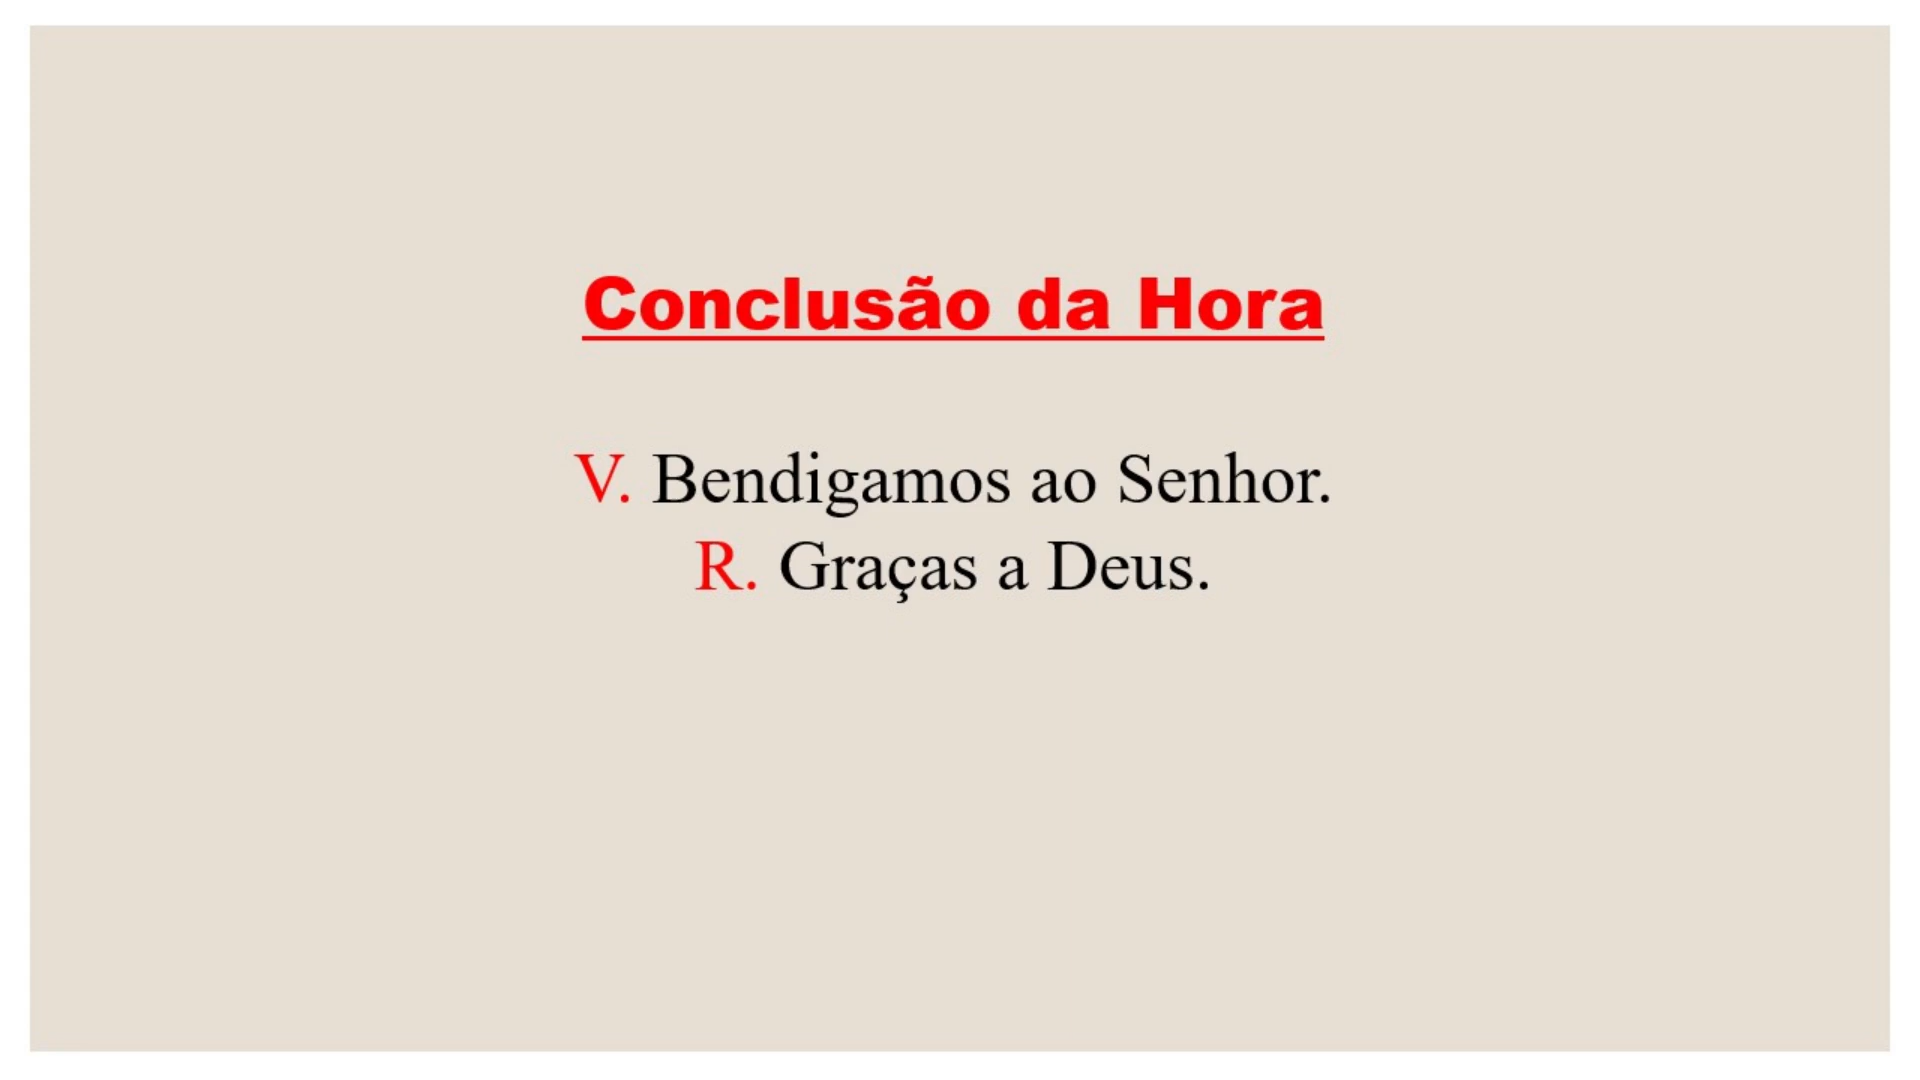 Conclusão da Hora
V. Bendigamos ao Senhor.
R. Graças a Deus.